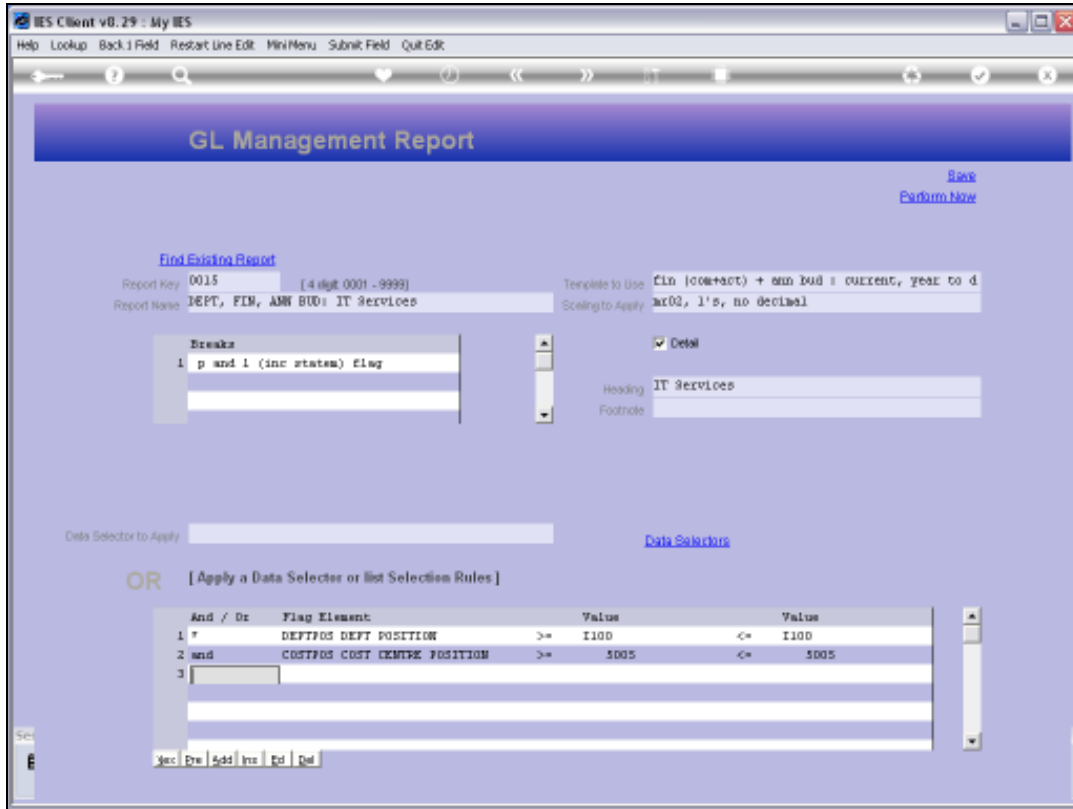 IES Client v8.29 : My IES
Help Lookup Back 1 Field Restart Line Edit MiniMenu Submit Field Quit Edit
GL Management Report
Save
Perform Now
Find Existing Report
Report Key 0015 [ 4 digit: 0001 - 9999] Template to Use fin (com+act) + ann bud : current, year to d
Report Name DEPT, FIN, ANN BUD: IT Services Scaling to Apply mr02, 1's, no decimal
Breaks
Detail
1 p and l (inc statem) flag
Heading IT Services
Footnote
Data Selector to Apply Data Selectors
OR [ Apply a Data Selector or list Selection Rules ]
And / Or Flag Element Value Value
1 * DEPTPOS DEPT POSITION >= I100 <= I100
2 and COSTPOS COST CENTRE POSITION >= 5005 <= 5005
3
Nex Pre Add Ins Ed Del